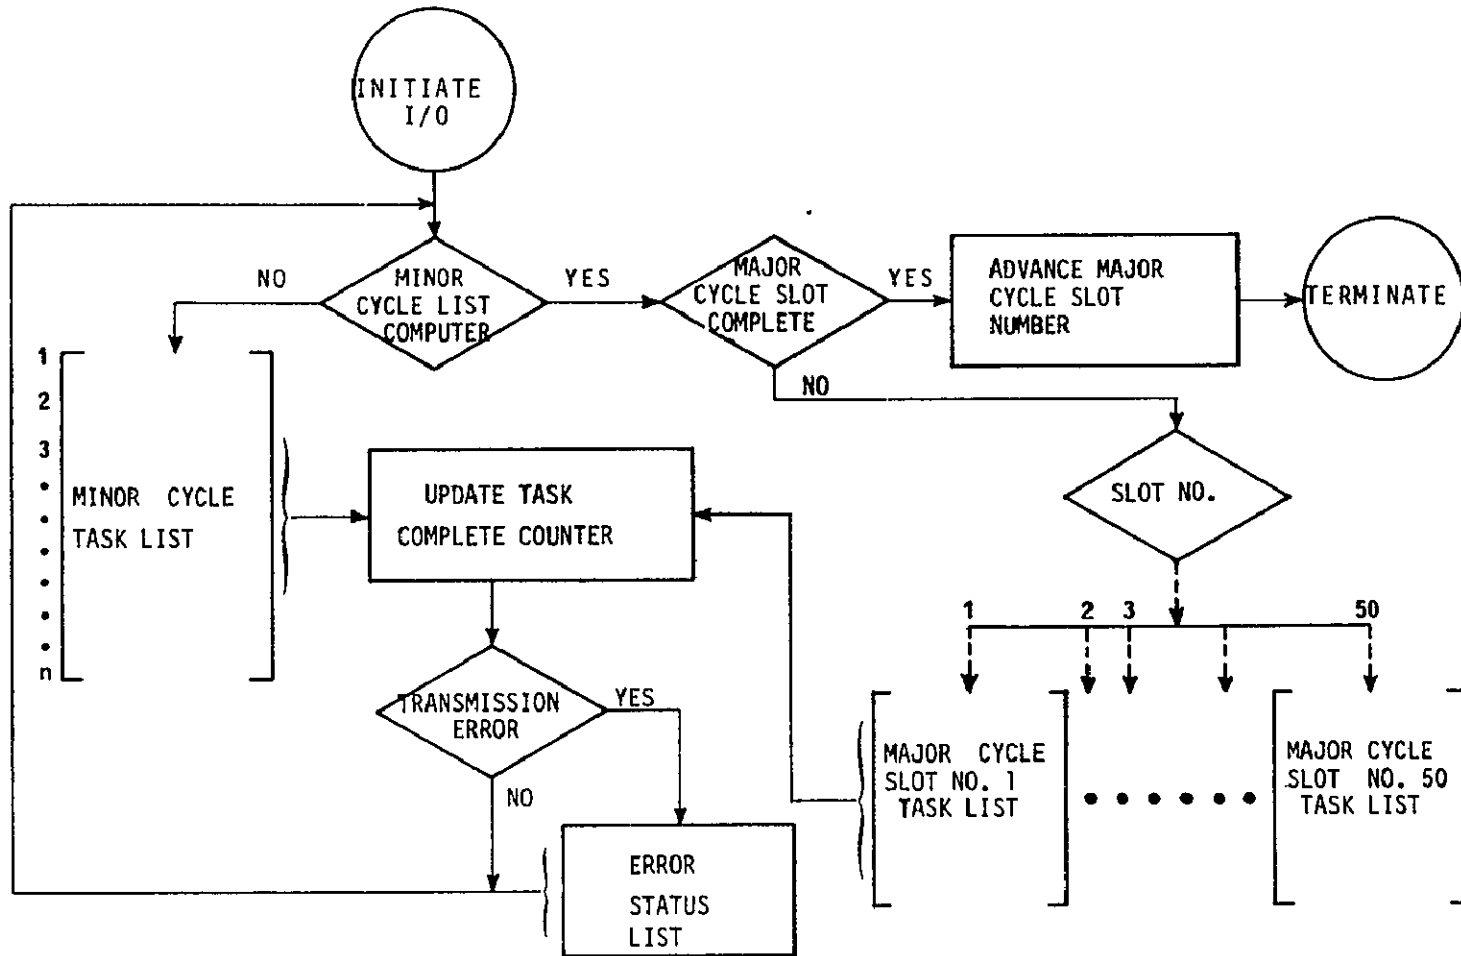 INITIATE
I/O
NO
MINOR
CYCLE LIST
COMPUTER
YES
MAJOR
CYCLE SLOT
COMPLETE
YES
ADVANCE MAJOR
CYCLE SLOT
NUMBER
TERMINATE
NO
1
2
3
n
MINOR CYCLE
TASK LIST
UPDATE TASK
COMPLETE COUNTER
SLOT NO.
1 2 3 50
TRANSMISSION
ERROR
YES
NO
ERROR
STATUS
LIST
MAJOR CYCLE
SLOT NO. 1
TASK LIST
MAJOR CYCLE
SLOT NO. 50
TASK LIST